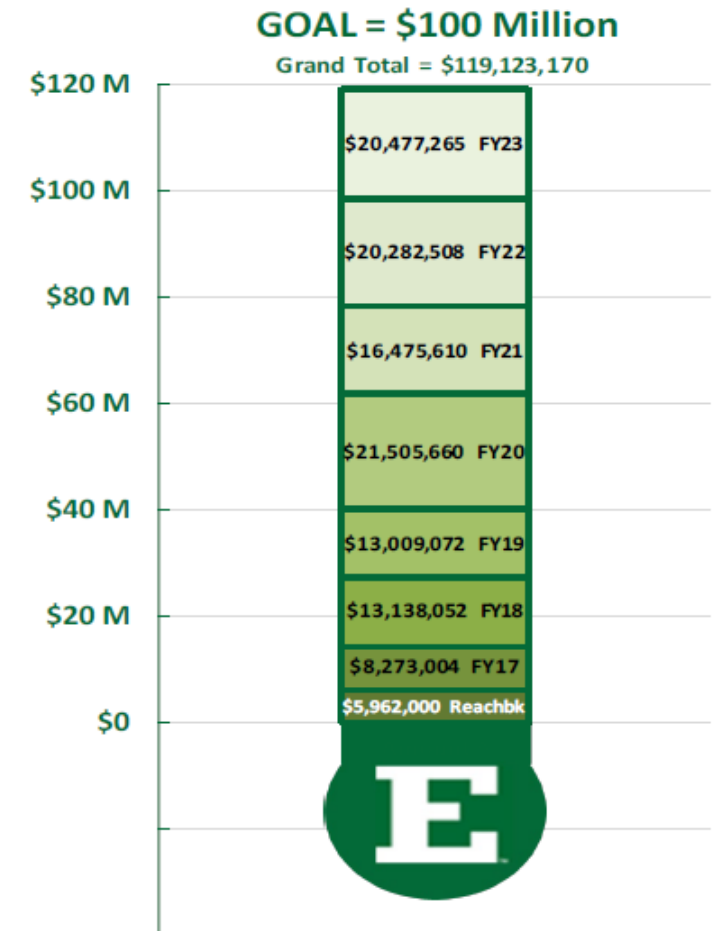 GOAL = $100 Million
Grand Total = $119,123,170
$120 M
$20,477,265 FY23
$100 M
$20,282,508 FY22
$80 M
$16,475,610 FY21
$60 M
$21,505,660 FY20
$40 M
$13,009,072 FY19
$20 M
$13,138,052 FY18
$8,273,004 FY17
$5,962,000 Reachbk
$0
E